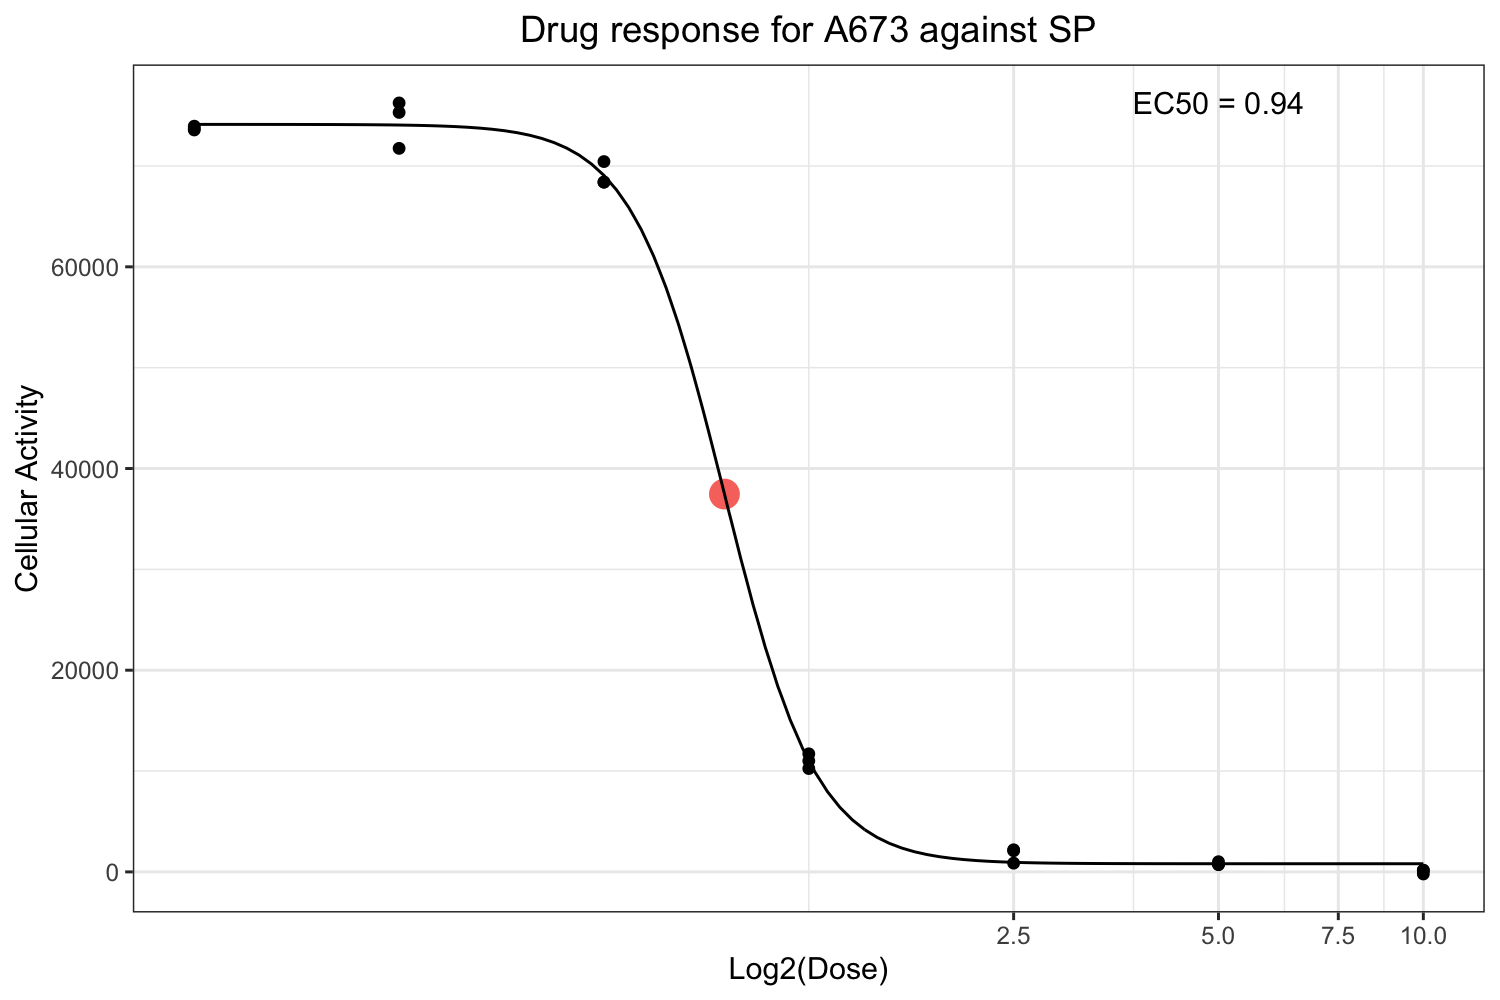 Drug response for A673 against SP
EC50 = 0.94
Cellular Activity
60000
40000
20000
0
2.5 5.0 7.5 10.0
Log2(Dose)